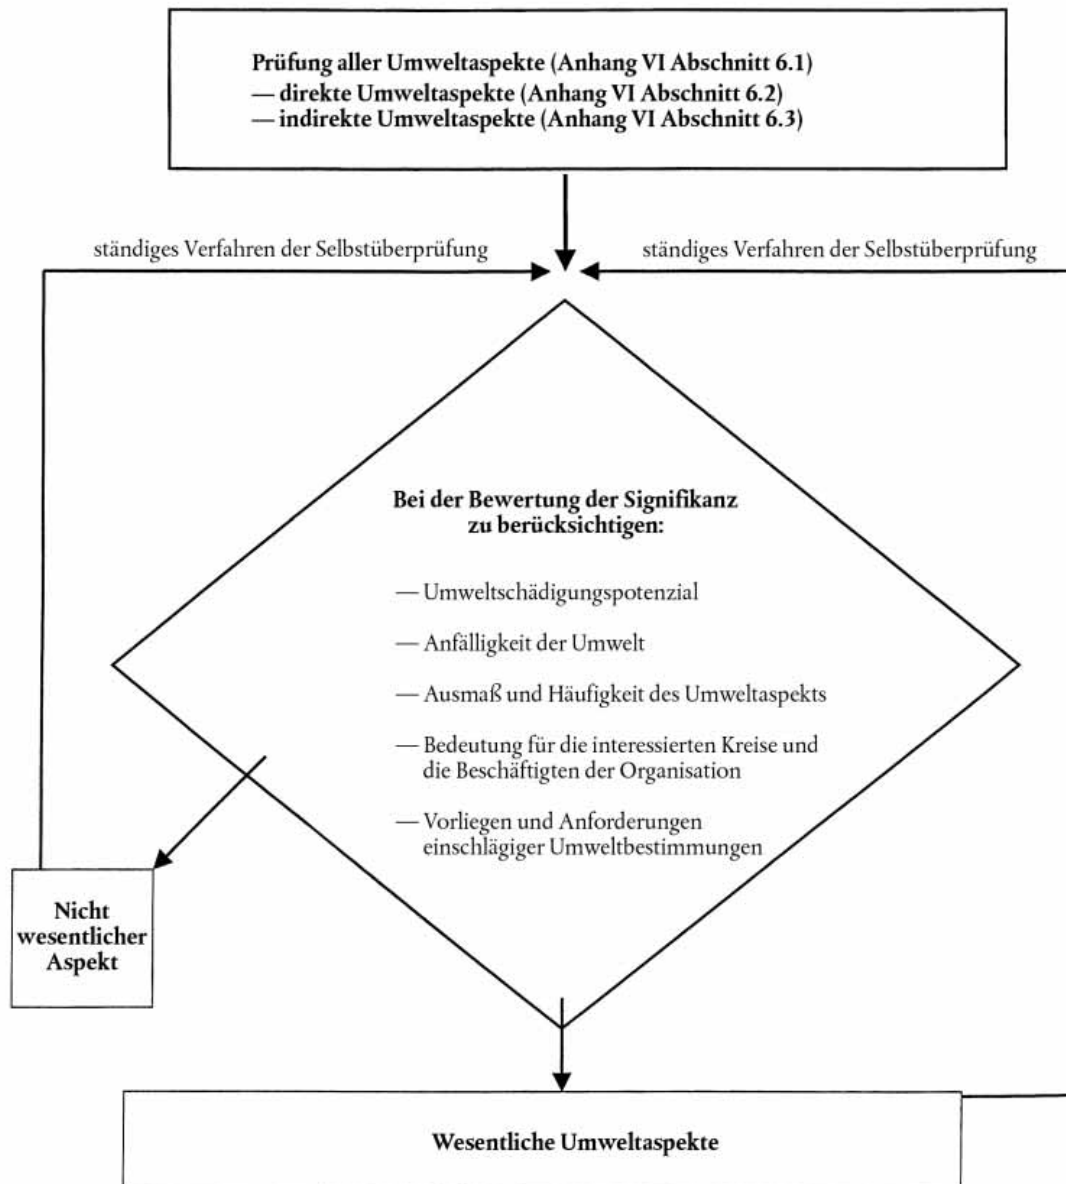 Prüfung aller Umweltaspekte (Anhang VI Abschnitt 6.1)
— direkte Umweltaspekte (Anhang VI Abschnitt 6.2)
— indirekte Umweltaspekte (Anhang VI Abschnitt 6.3)
ständiges Verfahren der Selbstüberprüfung
ständiges Verfahren der Selbstüberprüfung
Bei der Bewertung der Signifikanz
zu berücksichtigen:
— Umweltschädigungspotenzial
— Anfälligkeit der Umwelt
— Ausmaß und Häufigkeit des Umweltaspekts
— Bedeutung für die interessierten Kreise und
die Beschäftigten der Organisation
— Vorliegen und Anforderungen
einschlägiger Umweltbestimmungen
Nicht
wesentlicher
Aspekt
Wesentliche Umweltaspekte